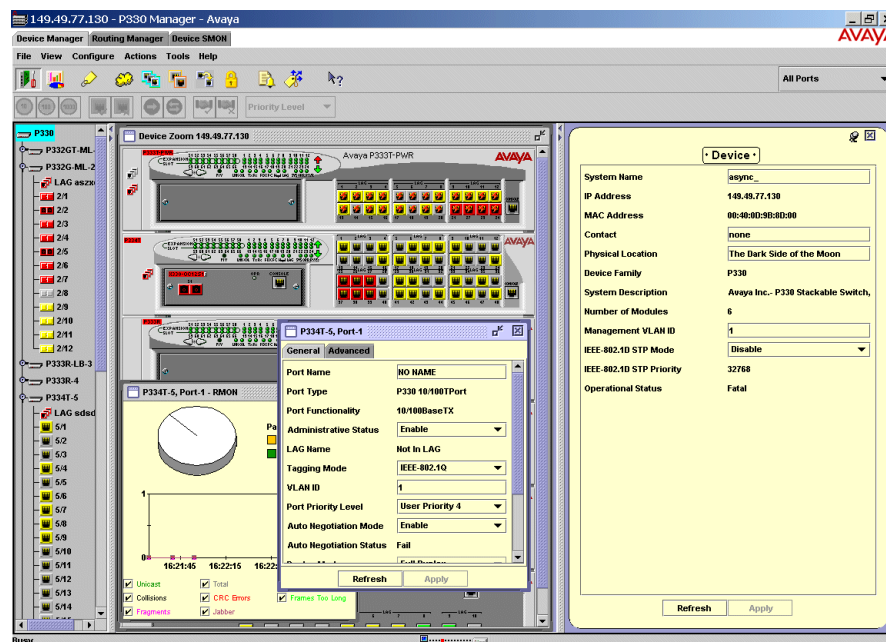 149.49.77.130 - P330 Manager - Avaya
Device Manager Routing Manager Device SMON
AVAYA
File View Configure Actions Tools Help
All Ports
Priority Level
P330
P332GT-ML-
P332G-ML-2
LAG aszx
2/1
2/2
2/3
2/4
2/5
2/6
2/7
2/8
2/9
2/10
2/11
2/12
P333R-LB-3
P333R-4
P334T-5
LAG sdsd
5/1
5/2
5/3
5/4
5/5
5/6
5/7
5/8
5/9
5/10
5/11
5/12
5/13
5/14
Device Zoom 149.49.77.130
Avaya P333T-PWR
AVAYA
P334T
AVAYA
CONSOLE
P334T-5, Port-1 - RMON
Pa
1
0
16:21:45 16:22:15 16:22:
Unicast Total
Collisions CRC Errors Frames Too Long
Fragments Jabber
P334T-5, Port-1
General Advanced
Port Name NO NAME
Port Type P330 10/100TPort
Port Functionality 10/100BaseTX
Administrative Status Enable
LAG Name Not In LAG
Tagging Mode IEEE-802.1Q
VLAN ID 1
Port Priority Level User Priority 4
Auto Negotiation Mode Enable
Auto Negotiation Status Fail
Refresh Apply
Device
System Name async_
IP Address 149.49.77.130
MAC Address 00:40:0D:9B:8D:00
Contact none
Physical Location The Dark Side of the Moon
Device Family P330
System Description Avaya Inc.- P330 Stackable Switch,
Number of Modules 6
Management VLAN ID 1
IEEE-802.1D STP Mode Disable
IEEE-802.1D STP Priority 32768
Operational Status Fatal
Refresh Apply
Busy